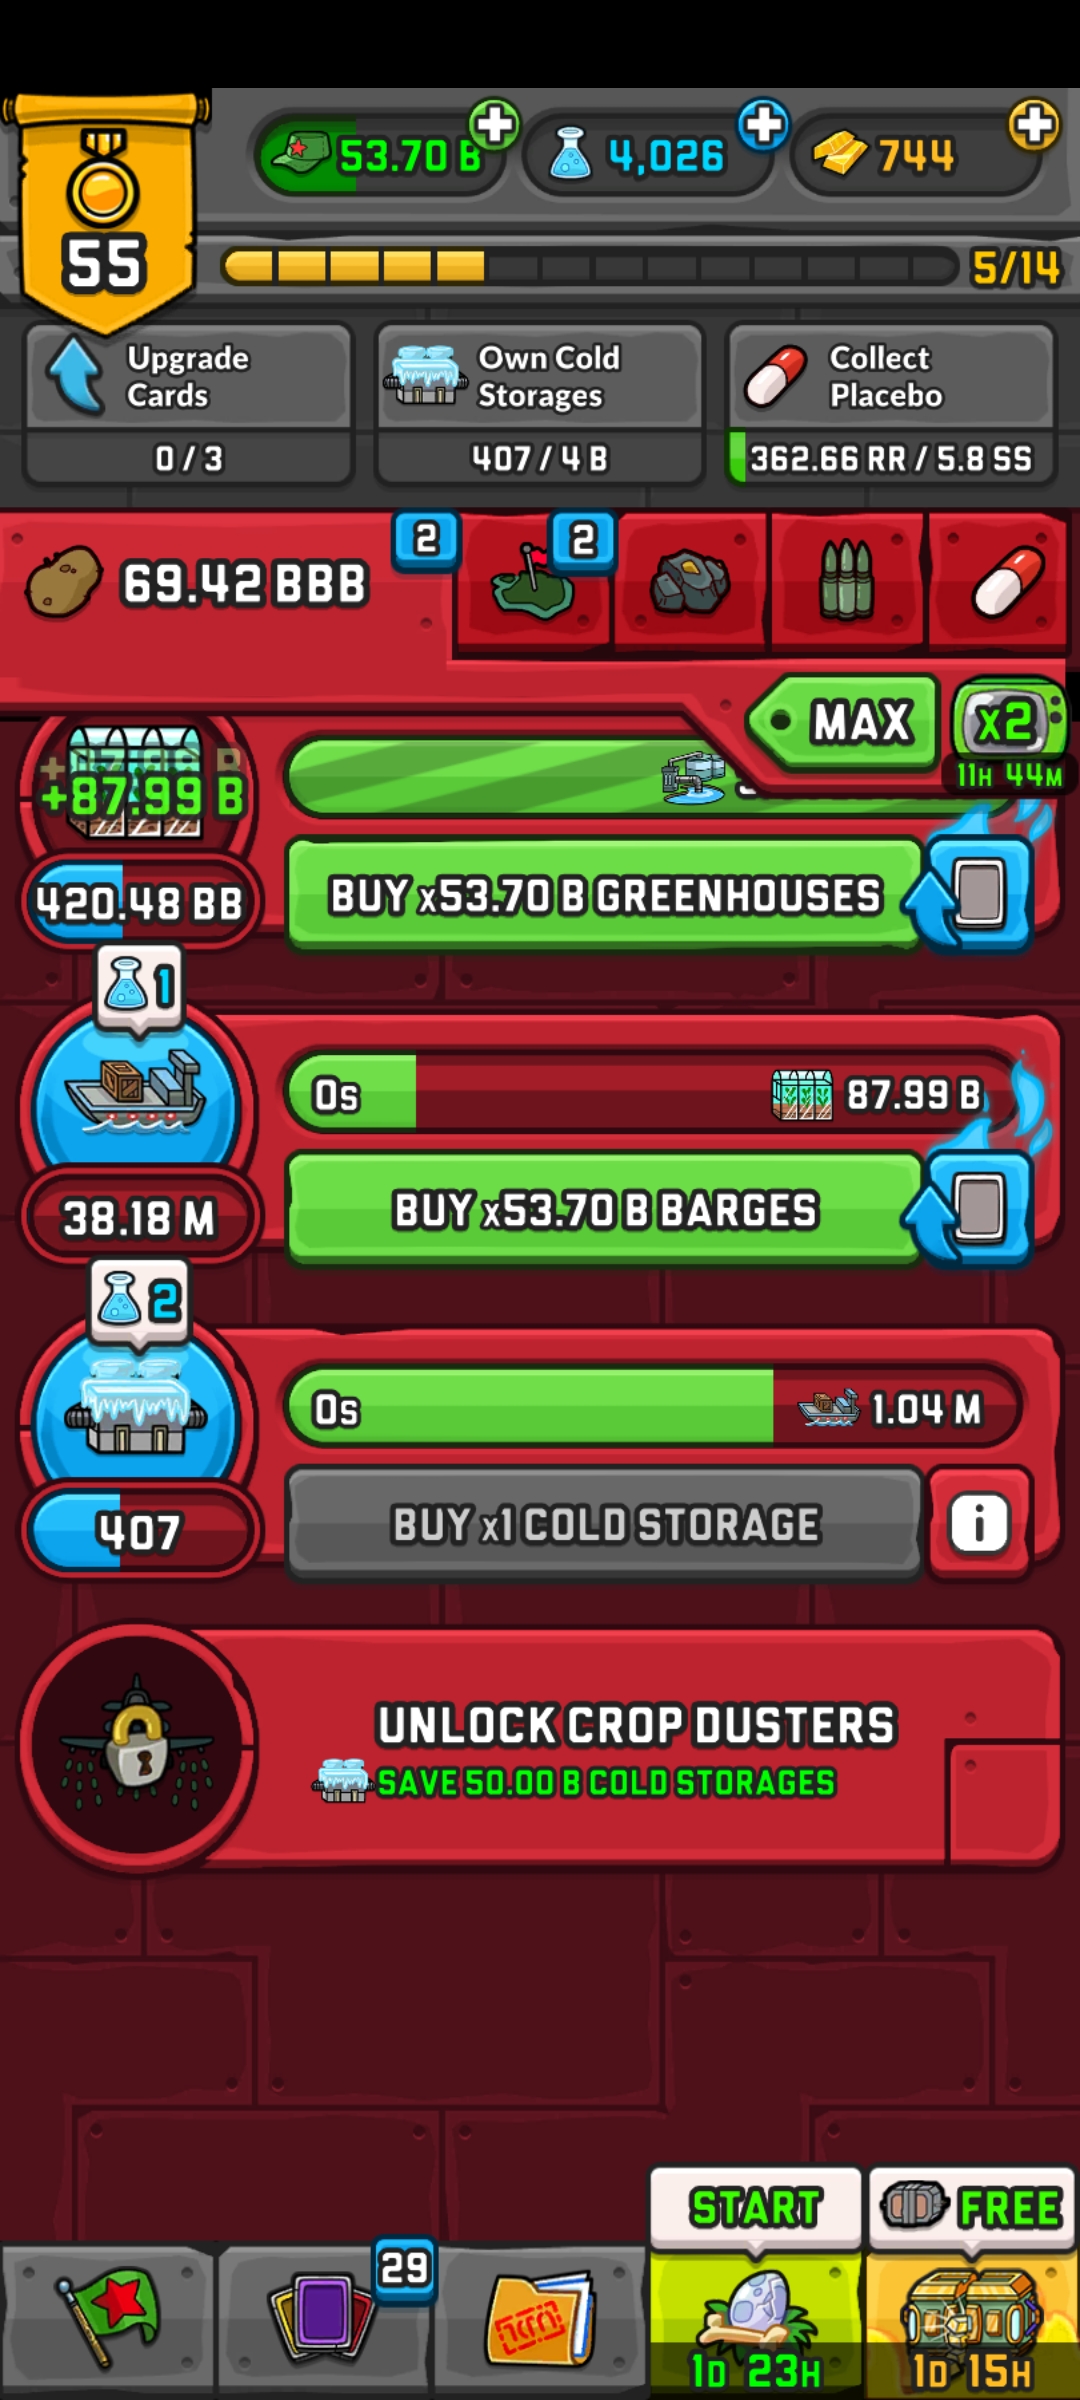 53.70 B
4,026
744
55
5/14
Upgrade
Cards
0 / 3
Own Cold
Storages
407 / 4 B
Collect
Placebo
362.66 RR / 5.8 SS
69.42 BBB
2
2
MAX
x2
11H 44M
+87.99 B
420.48 BB
BUY x53.70 B GREENHOUSES
1
0s
87.99 B
38.18 M
BUY x53.70 B BARGES
2
0s
1.04 M
407
BUY x1 COLD STORAGE
i
UNLOCK CROP DUSTERS
SAVE 50.00 B COLD STORAGES
START
FREE
29
1D 23H
1D 15H